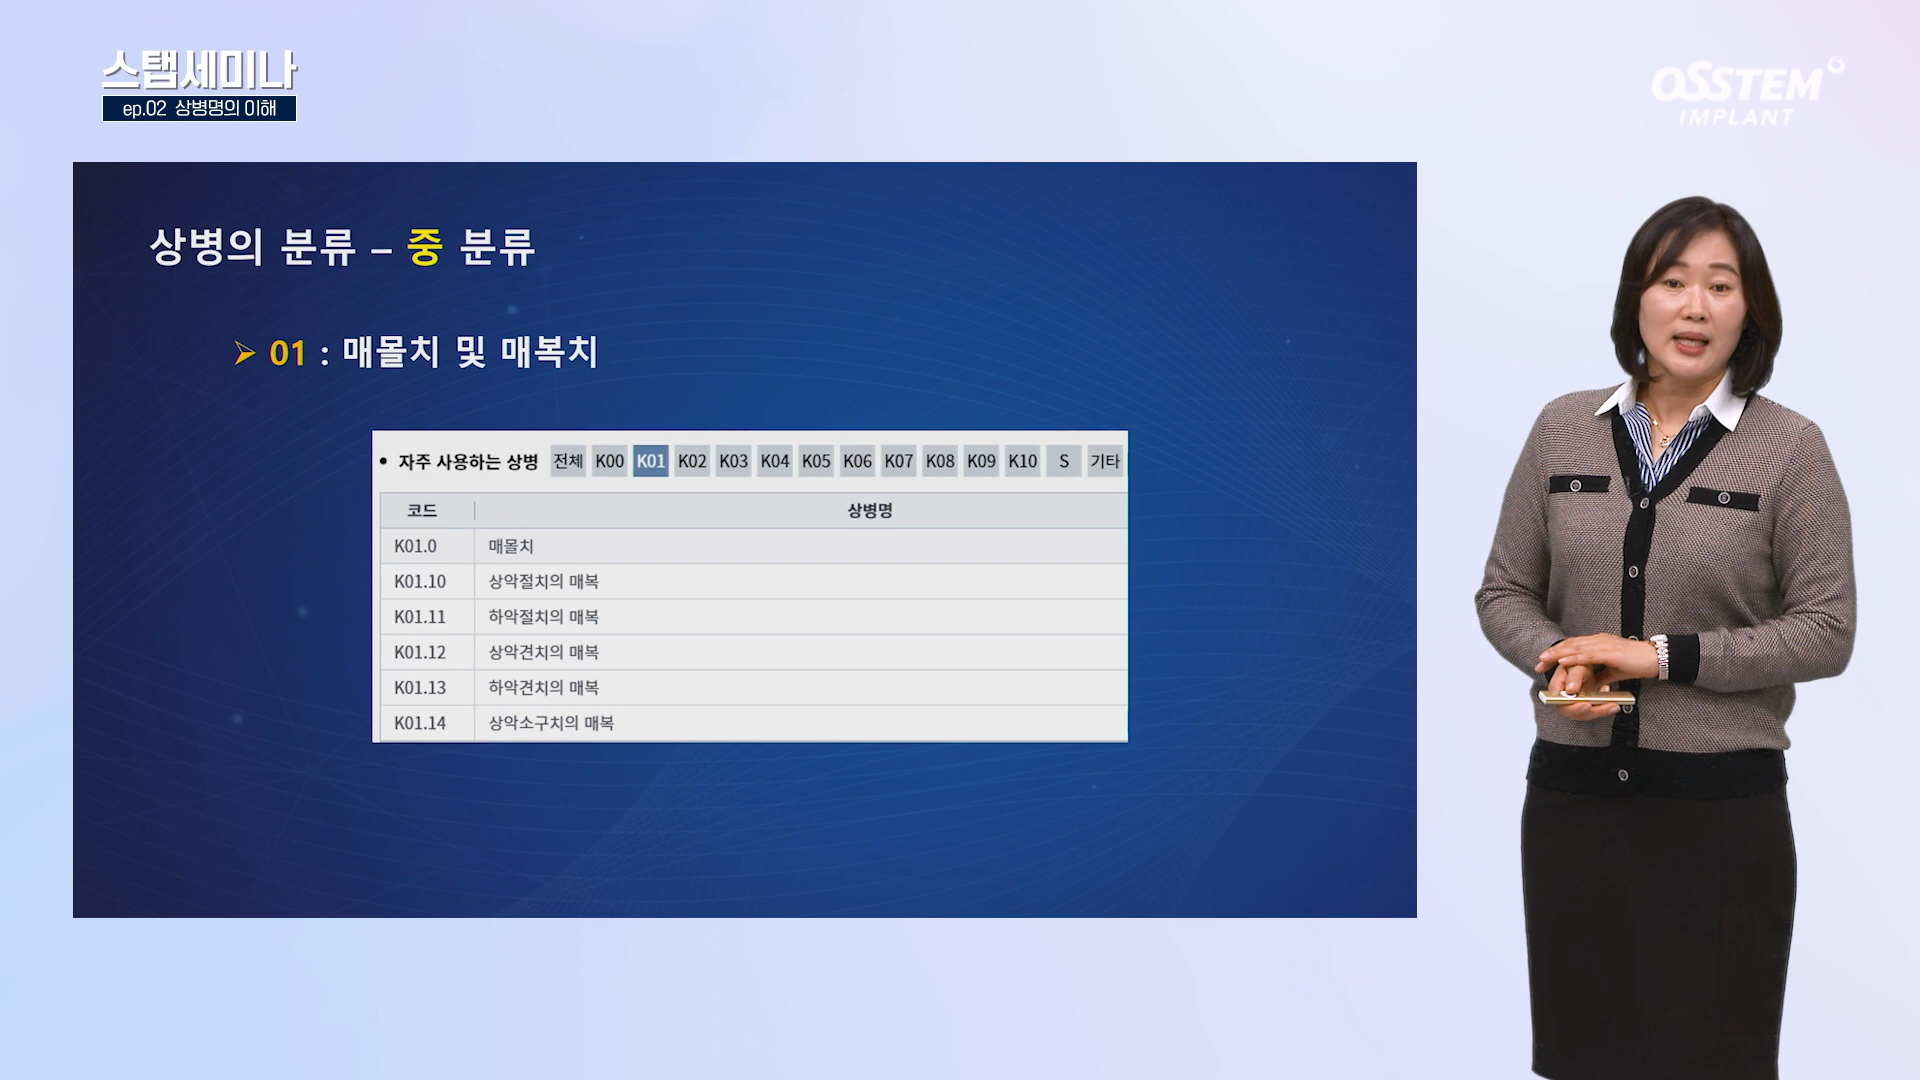 스탭세미나
ep.02 상병명의 이해
OSSTEM
IMPLANT
상병의 분류 – 중 분류
➢ 01 : 매몰치 및 매복치
• 자주 사용하는 상병 전체 K00 K01 K02 K03 K04 K05 K06 K07 K08 K09 K10 S 기타
코드 상병명
K01.0 매몰치
K01.10 상악절치의 매복
K01.11 하악절치의 매복
K01.12 상악견치의 매복
K01.13 하악견치의 매복
K01.14 상악소구치의 매복